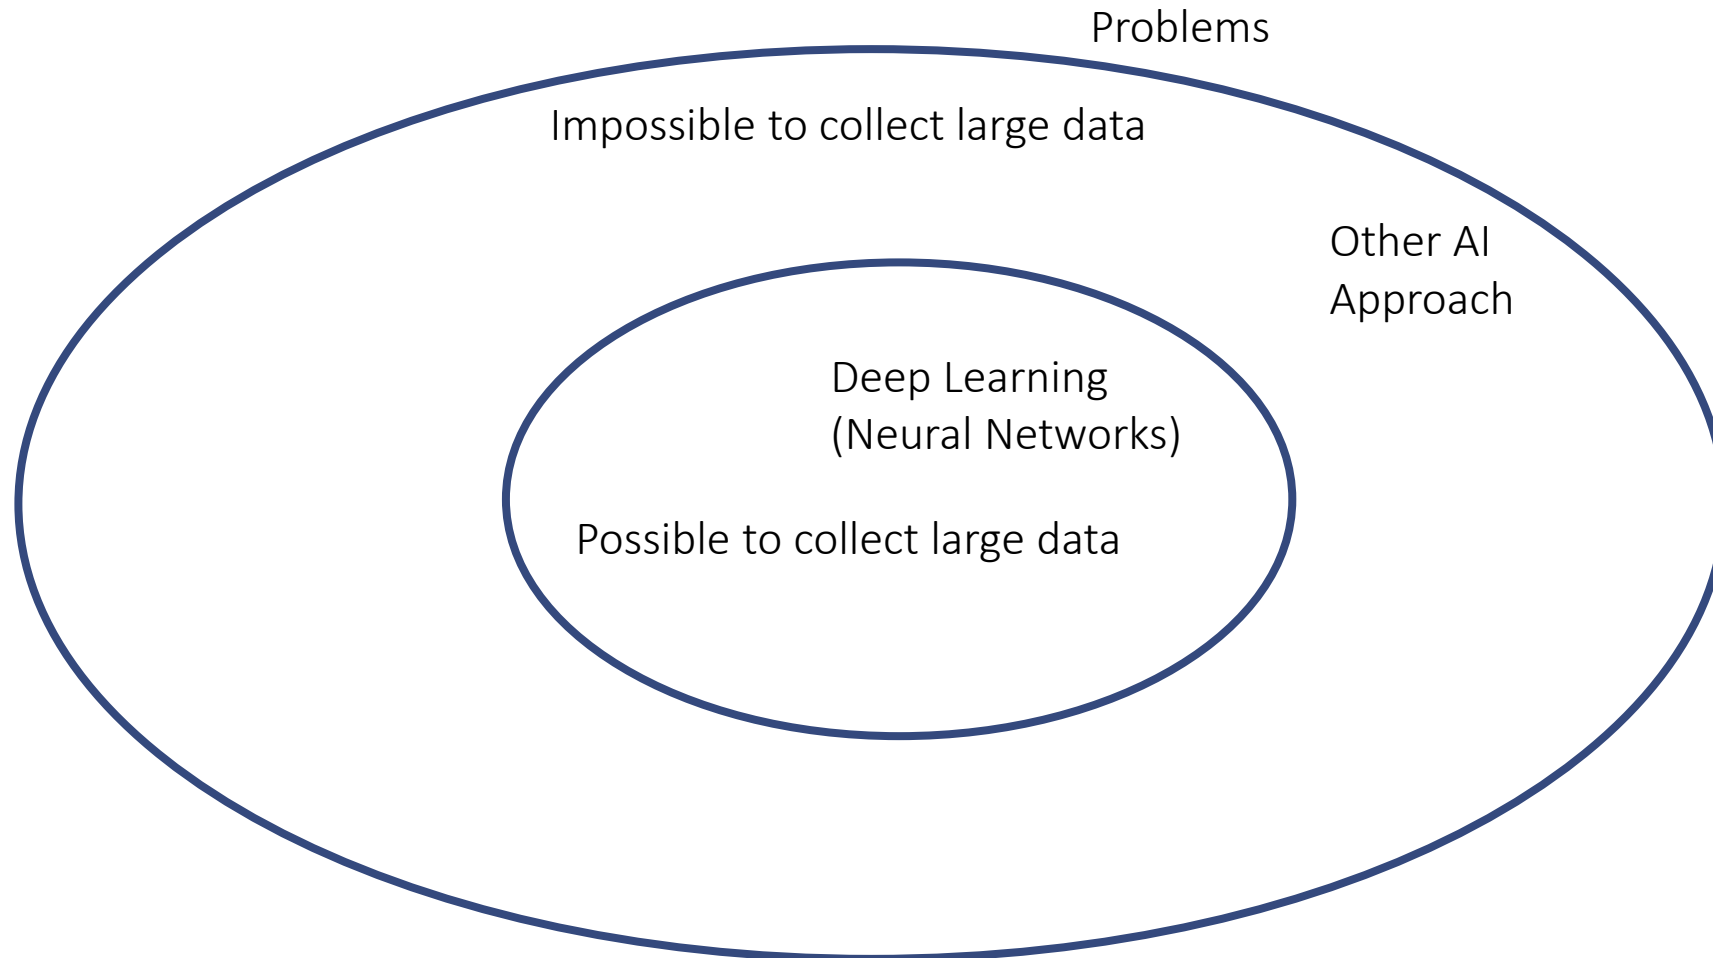 Problems
Impossible to collect large data
Other AI
Approach
Deep Learning
(Neural Networks)
Possible to collect large data